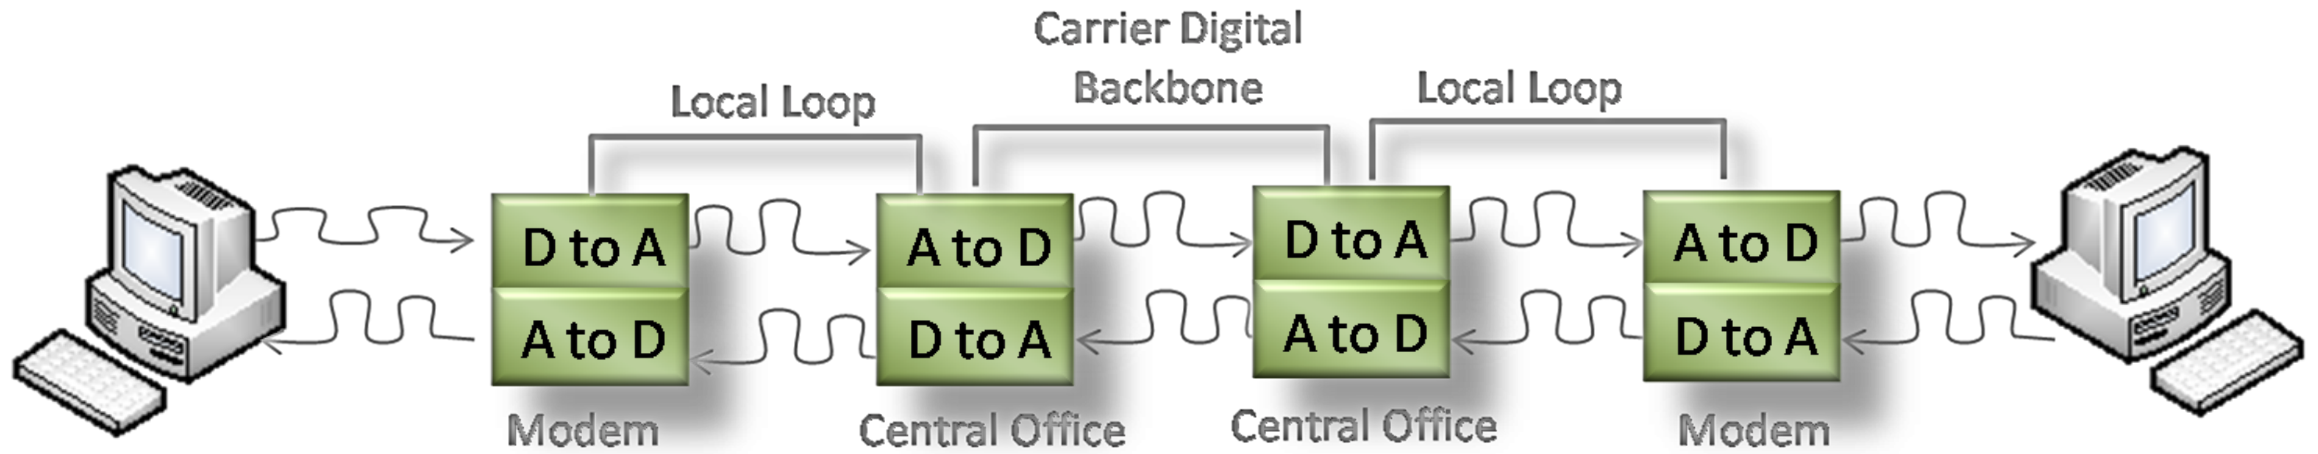 Carrier Digital
Backbone
Local Loop
Local Loop
D to A
A to D
D to A
A to D
A to D
D to A
A to D
D to A
Modem
Central Office
Central Office
Modem